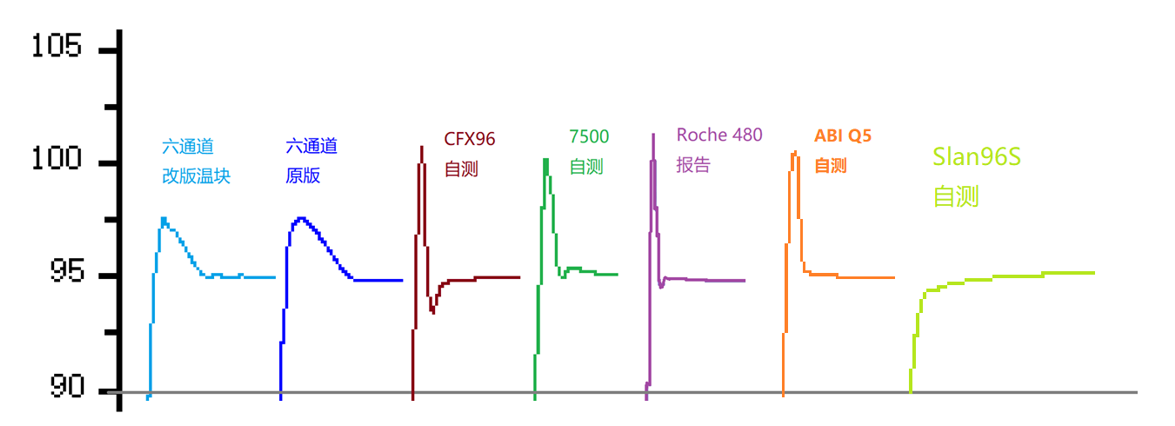 105
100
95
90
六通道
改版温块
六通道
原版
CFX96
自测
7500
自测
Roche 480
报告
ABI Q5
自测
Slan96S
自测